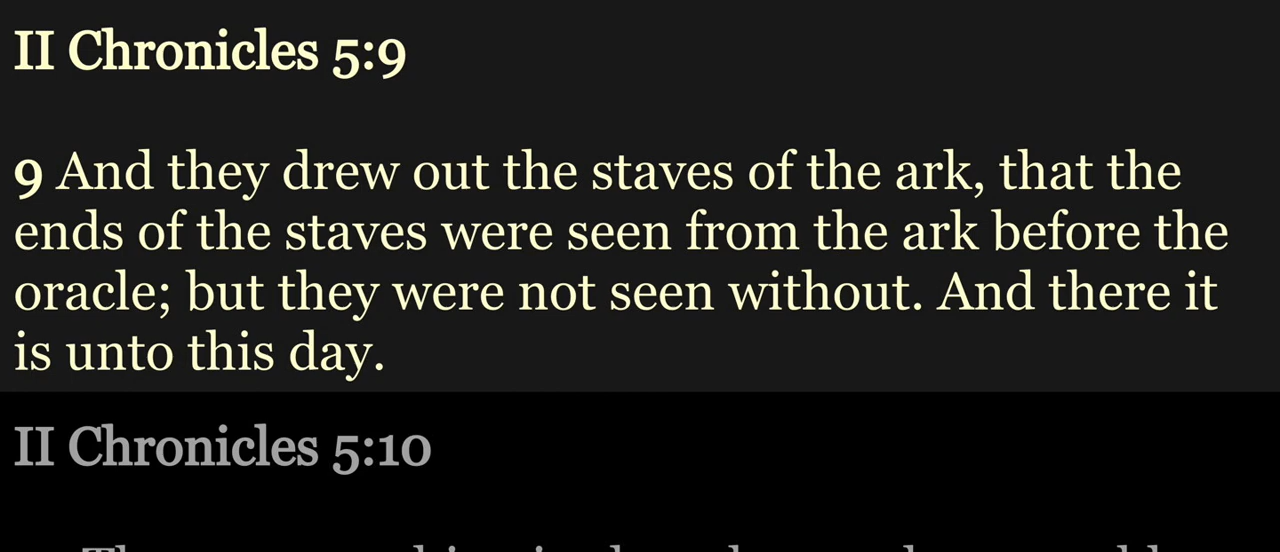 II Chronicles 5:9
9 And they drew out the staves of the ark, that the
ends of the staves were seen from the ark before the
oracle; but they were not seen without. And there it
is unto this day.
II Chronicles 5:10